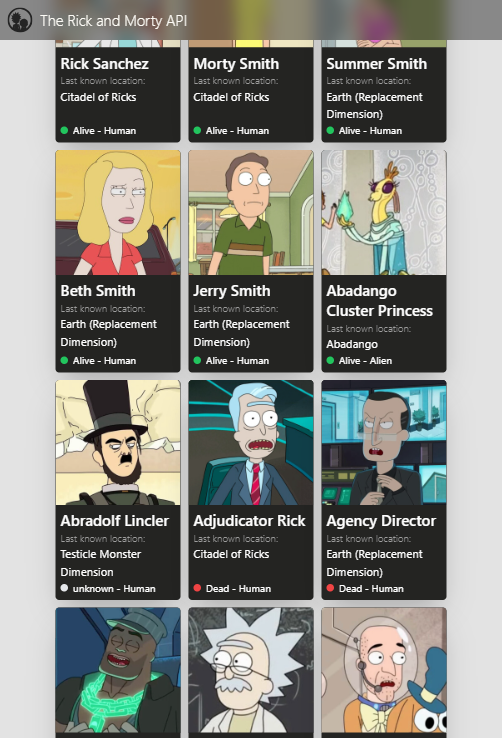 The Rick and Morty API
Rick Sanchez
Last known location:
Citadel of Ricks
Alive - Human
Morty Smith
Last known location:
Citadel of Ricks
Alive - Human
Summer Smith
Last known location:
Earth (Replacement
Dimension)
Alive - Human
Beth Smith
Last known location:
Earth (Replacement
Dimension)
Alive - Human
Jerry Smith
Last known location:
Earth (Replacement
Dimension)
Alive - Human
Abadango
Cluster Princess
Last known location:
Abadango
Alive - Alien
Abradolf Lincler
Last known location:
Testicle Monster
Dimension
unknown - Human
Adjudicator Rick
Last known location:
Citadel of Ricks
Dead - Human
Agency Director
Last known location:
Earth (Replacement
Dimension)
Dead - Human